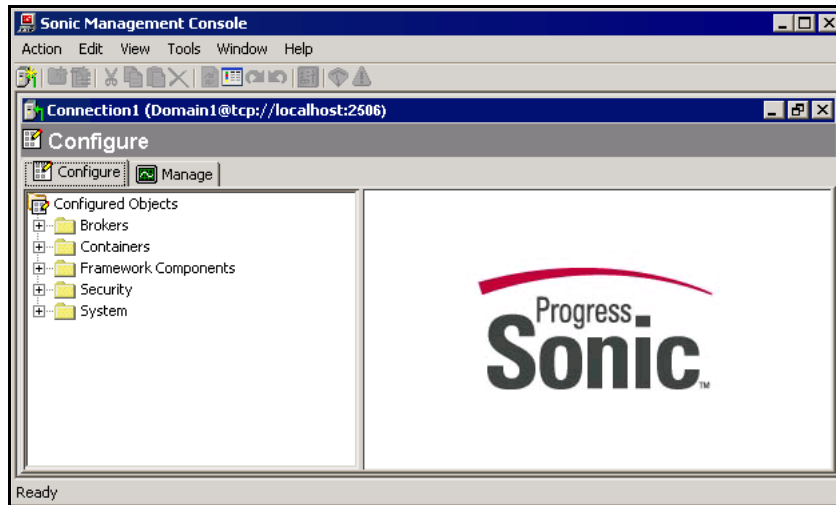 Sonic Management Console
Action Edit View Tools Window Help
Connection1 (Domain1@tcp://localhost:2506)
Configure
Configure Manage
Configured Objects
Brokers
Containers
Framework Components
Security
System
Progress
Sonic™
Ready